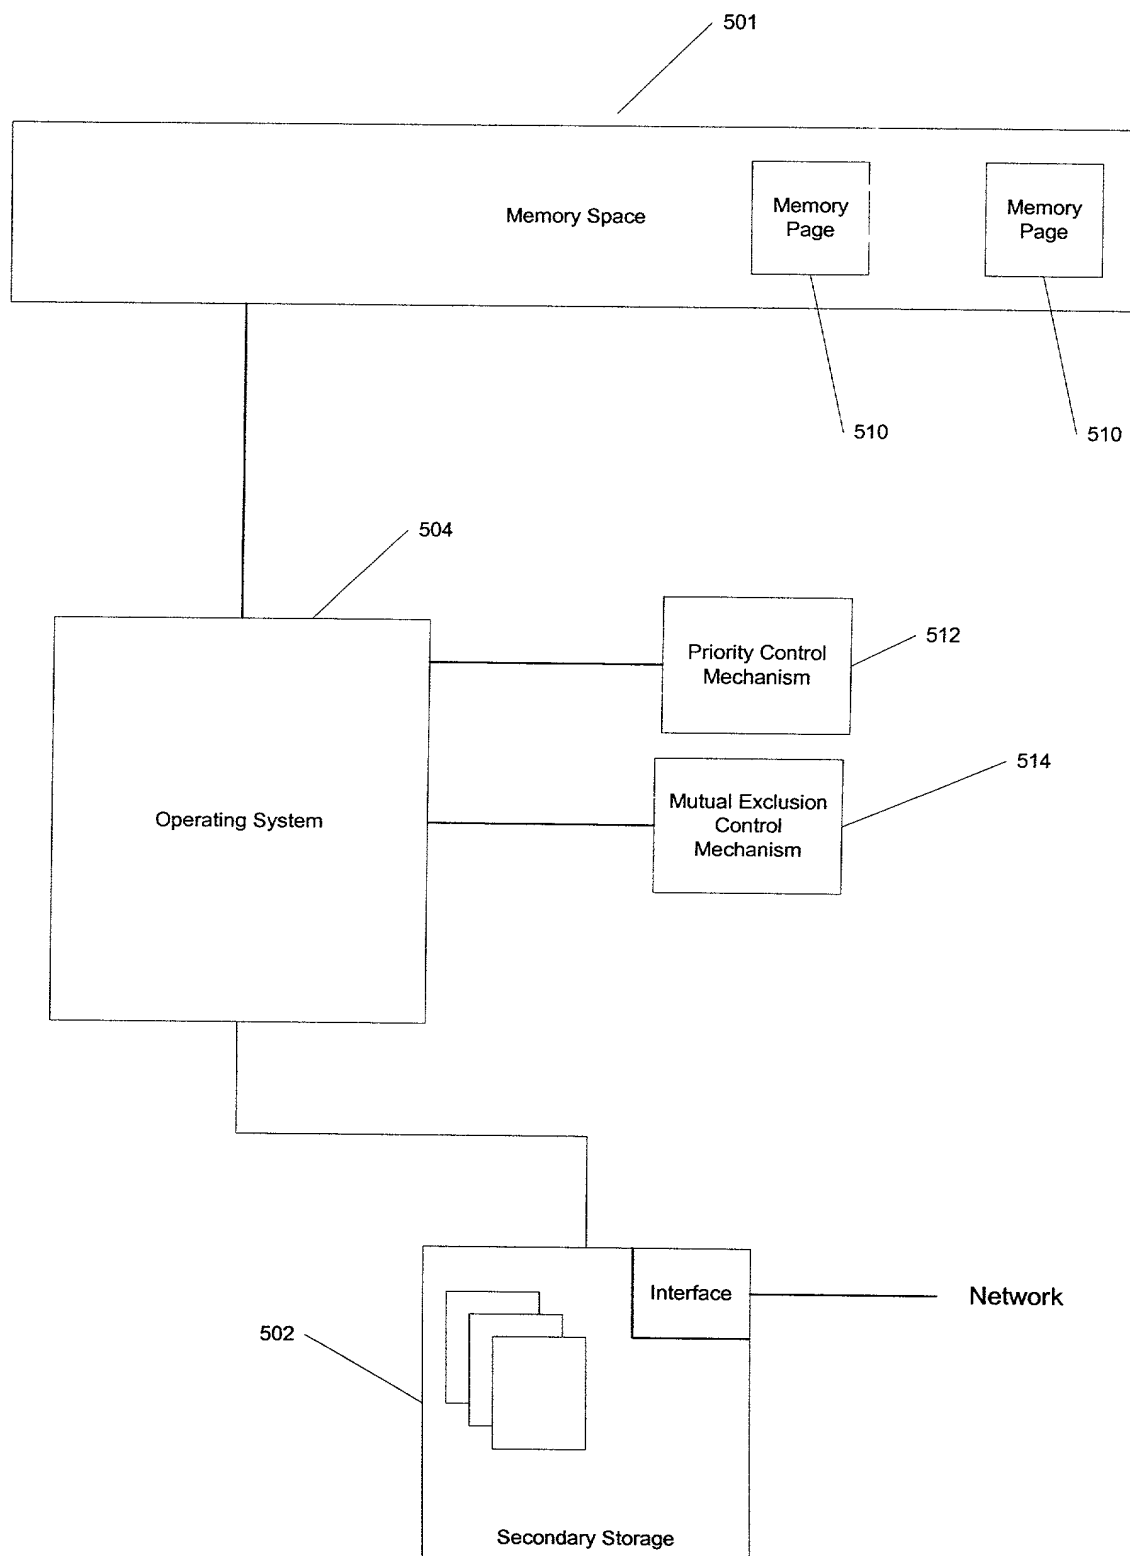 501
Memory Space
Memory
Page
Memory
Page
510
510
504
Priority Control
Mechanism
512
Operating System
Mutual Exclusion
Control
Mechanism
514
Interface
Network
502
Secondary Storage